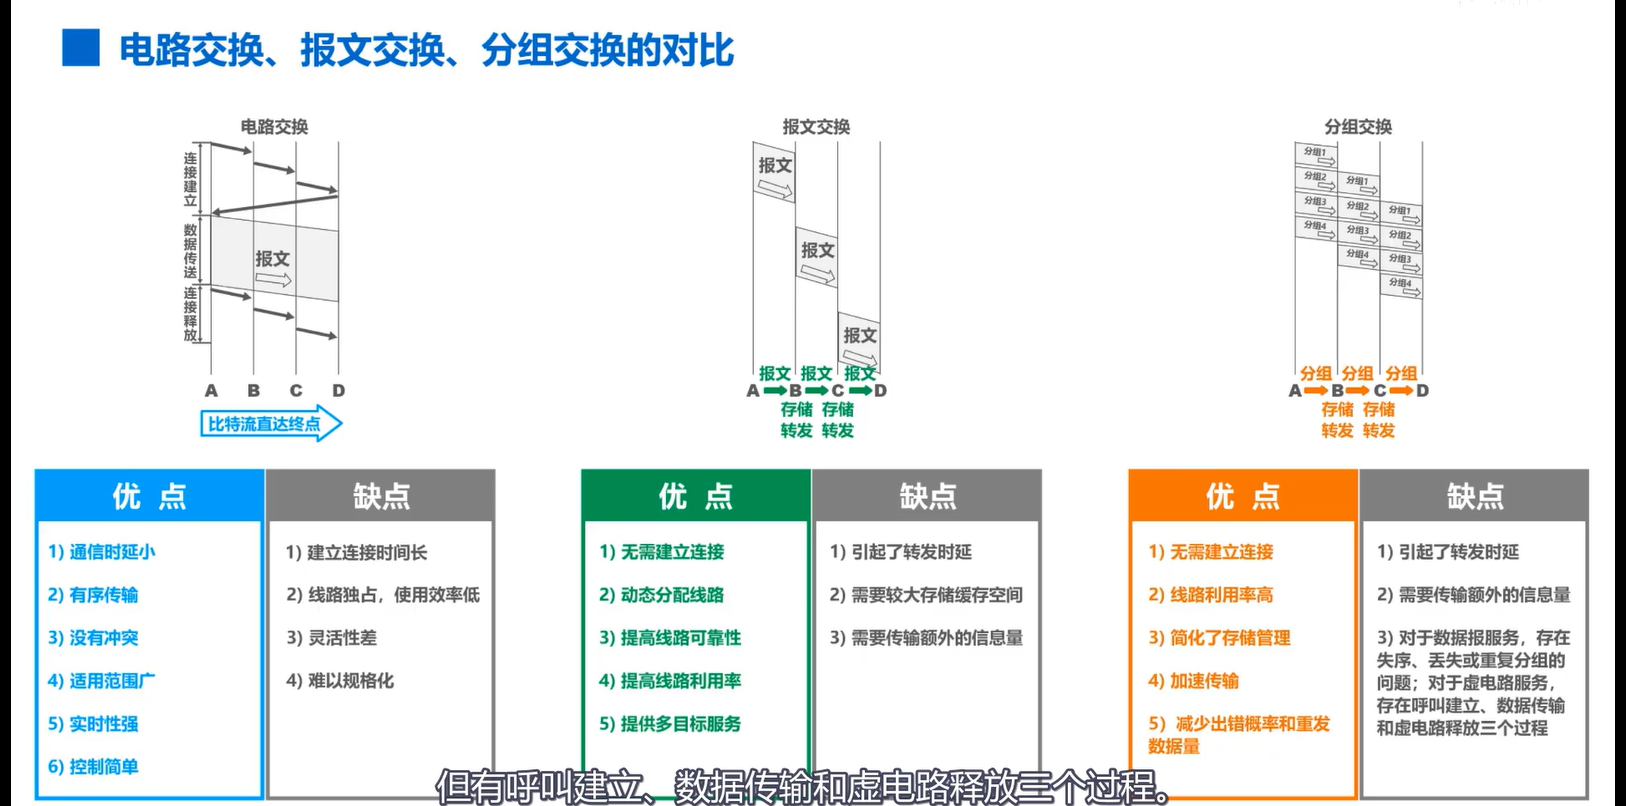 电路交换、报文交换、分组交换的对比
电路交换
连接建立
数据传送
连接释放
报文
A B C D
比特流直达终点
报文交换
报文
报文
报文
报文 报文 报文
A B C D
存储 存储
转发 转发
分组交换
分组1
分组2 分组1
分组3 分组2 分组1
分组4 分组3 分组2
分组4 分组3
分组4
分组 分组 分组
A B C D
存储 存储
转发 转发
优 点
1) 通信时延小
2) 有序传输
3) 没有冲突
4) 适用范围广
5) 实时性强
6) 控制简单
缺点
1) 建立连接时间长
2) 线路独占，使用效率低
3) 灵活性差
4) 难以规格化
优 点
1) 无需建立连接
2) 动态分配线路
3) 提高线路可靠性
4) 提高线路利用率
5) 提供多目标服务
缺点
1) 引起了转发时延
2) 需要较大存储缓存空间
3) 需要传输额外的信息量
优 点
1) 无需建立连接
2) 线路利用率高
3) 简化了存储管理
4) 加速传输
5) 减少出错概率和重发
数据量
缺点
1) 引起了转发时延
2) 需要传输额外的信息量
3) 对于数据报服务，存在
失序、丢失或重复分组的
问题；对于虚电路服务，
存在呼叫建立、数据传输
和虚电路释放三个过程
但有呼叫建立、数据传输和虚电路释放三个过程。